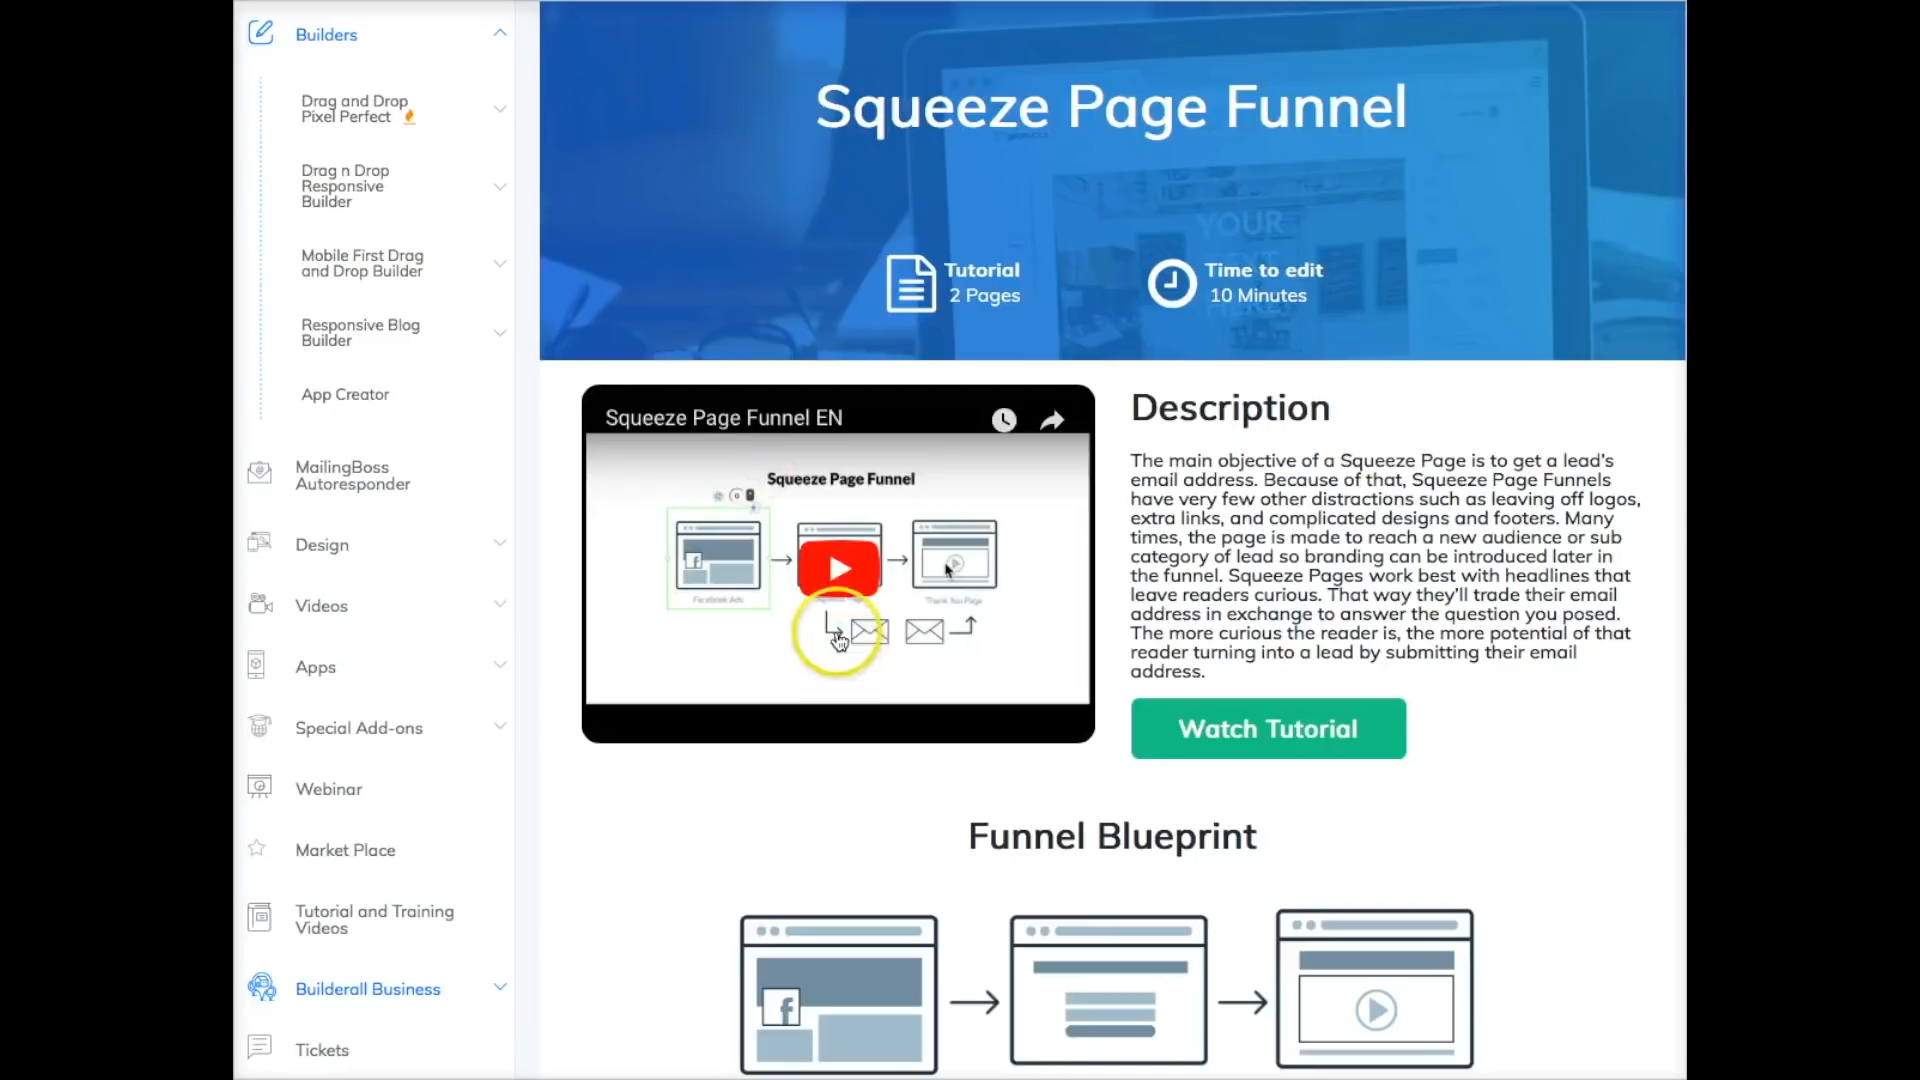 Builders
Drag and Drop
Pixel Perfect
Drag n Drop
Responsive
Builder
Mobile First Drag
and Drop Builder
Responsive Blog
Builder
App Creator
MailingBoss
Autoresponder
Design
Videos
Apps
Special Add-ons
Webinar
Market Place
Tutorial and Training
Videos
Builderall Business
Tickets
Squeeze Page Funnel
YOUR
TEXT
HERE
Tutorial
2 Pages
Time to edit
10 Minutes
Squeeze Page Funnel EN
Squeeze Page Funnel
Facebook Ads
Thank You Page
Description
The main objective of a Squeeze Page is to get a lead's
email address. Because of that, Squeeze Page Funnels
have very few other distractions such as leaving off logos,
extra links, and complicated designs and footers. Many
times, the page is made to reach a new audience or sub
category of lead so branding can be introduced later in
the funnel. Squeeze Pages work best with headlines that
leave readers curious. That way they'll trade their email
address in exchange to answer the question you posed.
The more curious the reader is, the more potential of that
reader turning into a lead by submitting their email
address.
Watch Tutorial
Funnel Blueprint
f